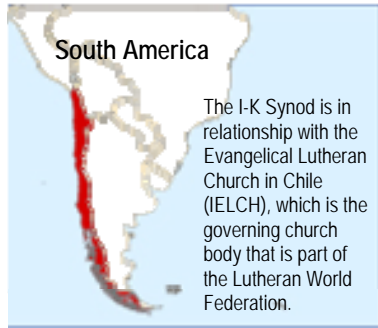 South America
The I-K Synod is in
relationship with the
Evangelical Lutheran
Church in Chile
(IELCH), which is the
governing church
body that is part of
the Lutheran World
Federation.